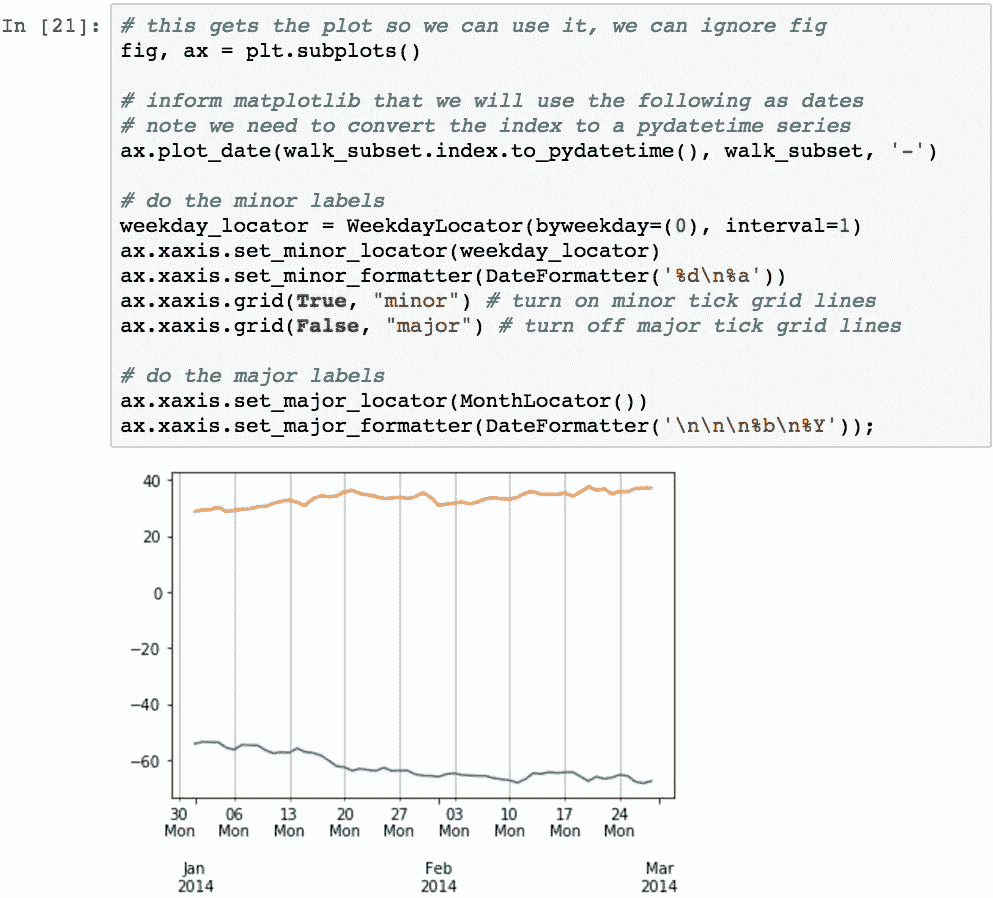 In [21]:
# this gets the plot so we can use it, we can ignore fig
fig, ax = plt.subplots()
# inform matplotlib that we will use the following as dates
# note we need to convert the index to a pydatetime series
ax.plot_date(walk_subset.index.to_pydatetime(), walk_subset, '-')
# do the minor labels
weekday_locator = WeekdayLocator(byweekday=(0), interval=1)
ax.xaxis.set_minor_locator(weekday_locator)
ax.xaxis.set_minor_formatter(DateFormatter('%d\n%a'))
ax.xaxis.grid(True, "minor") # turn on minor tick grid lines
ax.xaxis.grid(False, "major") # turn off major tick grid lines
# do the major labels
ax.xaxis.set_major_locator(MonthLocator())
ax.xaxis.set_major_formatter(DateFormatter('\n\n\n%b\n%Y'));
40
20
0
−20
−40
−60
30 06 13 20 27 03 10 17 24
Mon Mon Mon Mon Mon Mon Mon Mon Mon
Jan Feb Mar
2014 2014 2014